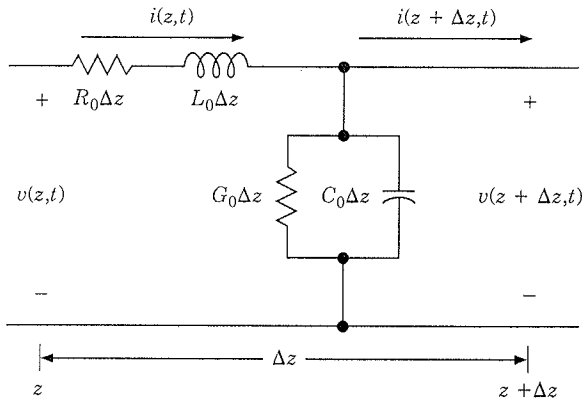 i(z,t) i(z + Δz,t)
+ R₀Δz L₀Δz +
v(z,t) G₀Δz C₀Δz v(z + Δz,t)
− −
Δz
z z + Δz